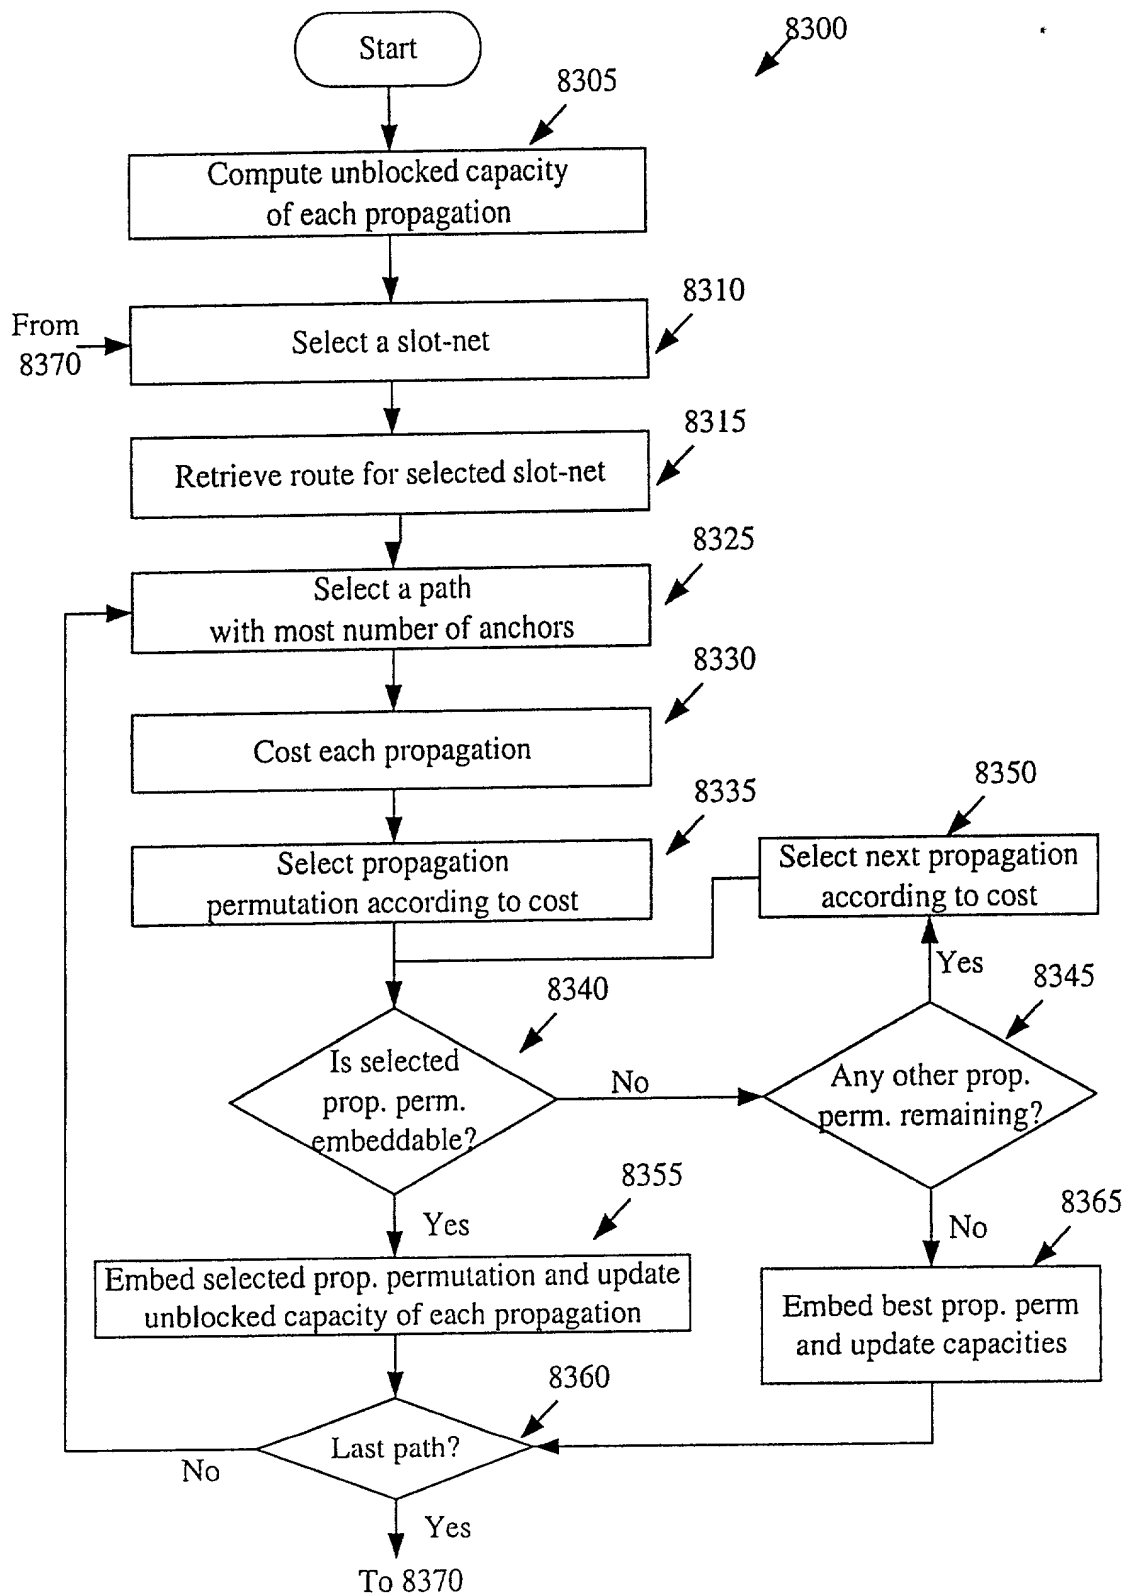 Start
8300
8305
Compute unblocked capacity
of each propagation
8310
From
8370
Select a slot-net
8315
Retrieve route for selected slot-net
8325
Select a path
with most number of anchors
8330
Cost each propagation
8335
8350
Select propagation
permutation according to cost
Select next propagation
according to cost
Yes
8340
8345
Is selected
prop. perm.
embeddable?
No
Any other prop.
perm. remaining?
8355
Yes
8365
No
Embed selected prop. permutation and update
unblocked capacity of each propagation
Embed best prop. perm
and update capacities
8360
Last path?
No
Yes
To 8370